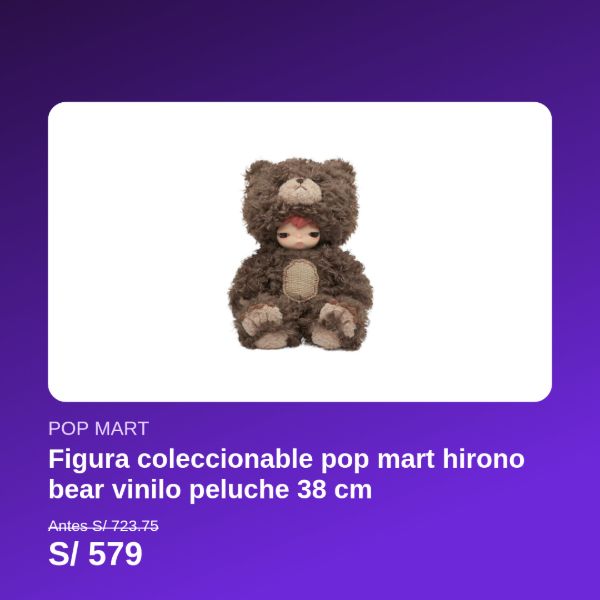 POP MART
Figura coleccionable pop mart hirono
bear vinilo peluche 38 cm
Antes S/ 723.75
S/ 579